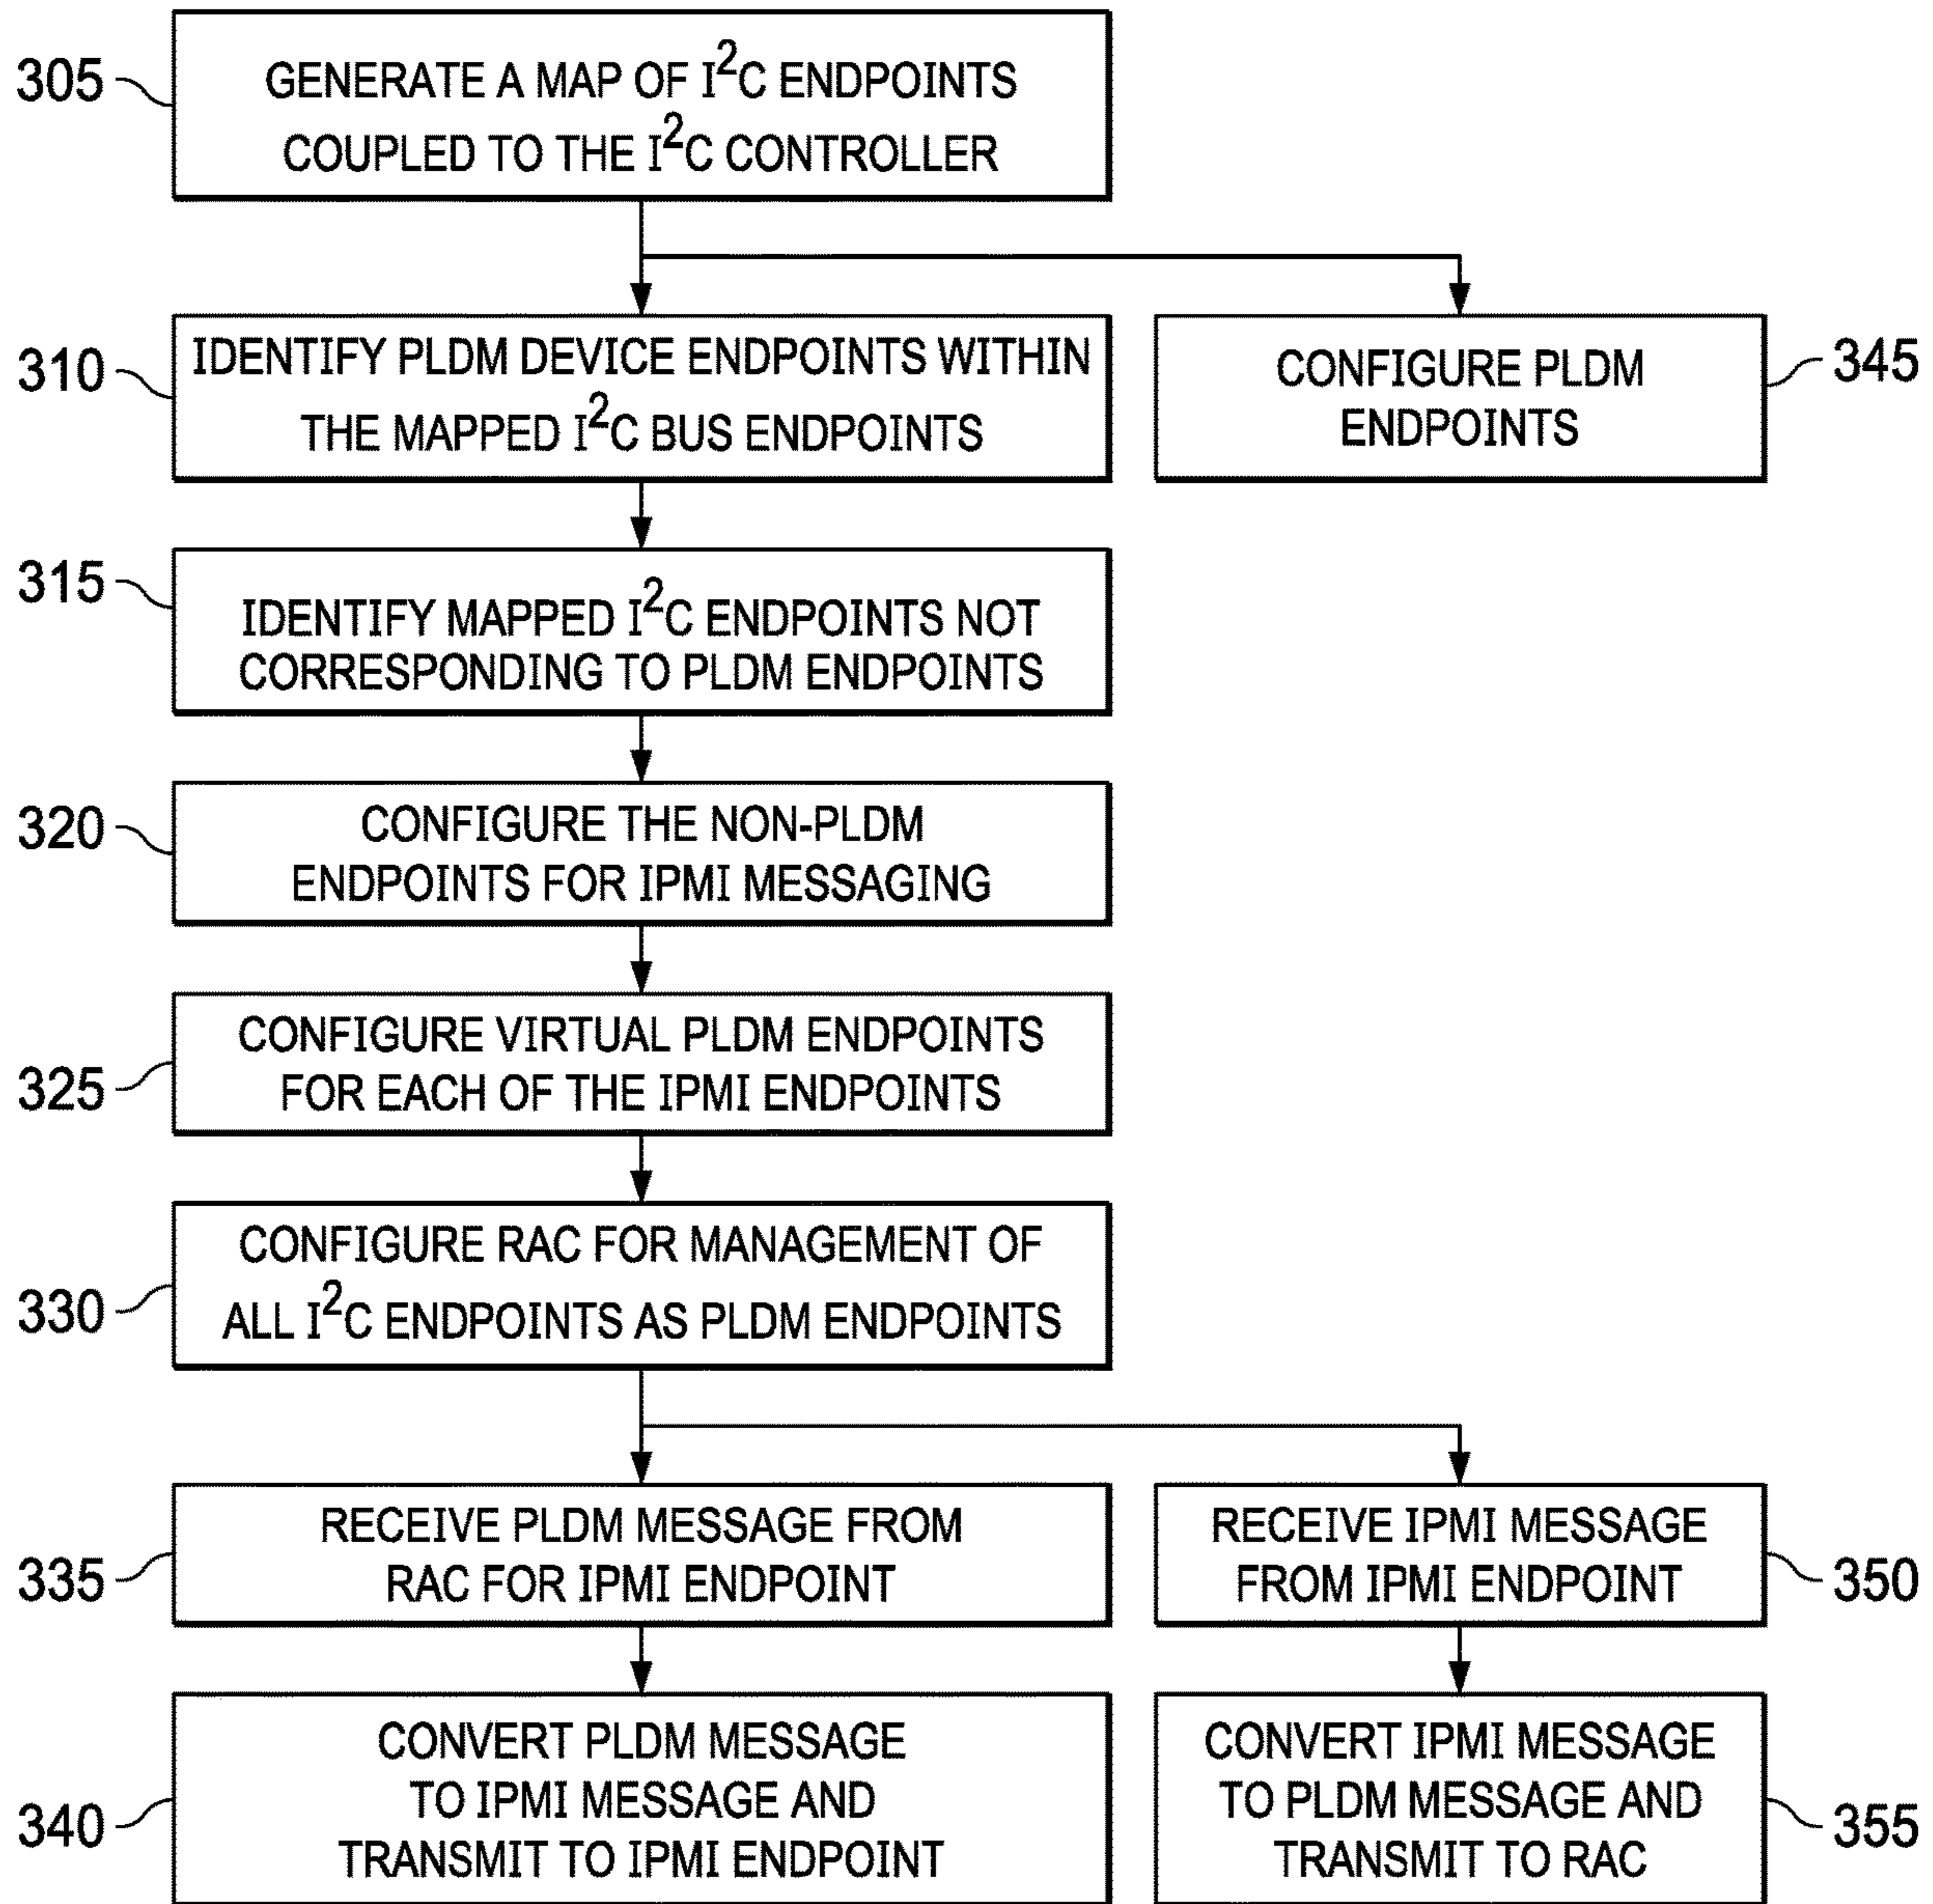 305
GENERATE A MAP OF I²C ENDPOINTS
COUPLED TO THE I²C CONTROLLER
310
IDENTIFY PLDM DEVICE ENDPOINTS WITHIN
THE MAPPED I²C BUS ENDPOINTS
CONFIGURE PLDM
ENDPOINTS
345
315
IDENTIFY MAPPED I²C ENDPOINTS NOT
CORRESPONDING TO PLDM ENDPOINTS
320
CONFIGURE THE NON-PLDM
ENDPOINTS FOR IPMI MESSAGING
325
CONFIGURE VIRTUAL PLDM ENDPOINTS
FOR EACH OF THE IPMI ENDPOINTS
330
CONFIGURE RAC FOR MANAGEMENT OF
ALL I²C ENDPOINTS AS PLDM ENDPOINTS
335
RECEIVE PLDM MESSAGE FROM
RAC FOR IPMI ENDPOINT
RECEIVE IPMI MESSAGE
FROM IPMI ENDPOINT
350
340
CONVERT PLDM MESSAGE
TO IPMI MESSAGE AND
TRANSMIT TO IPMI ENDPOINT
CONVERT IPMI MESSAGE
TO PLDM MESSAGE AND
TRANSMIT TO RAC
355